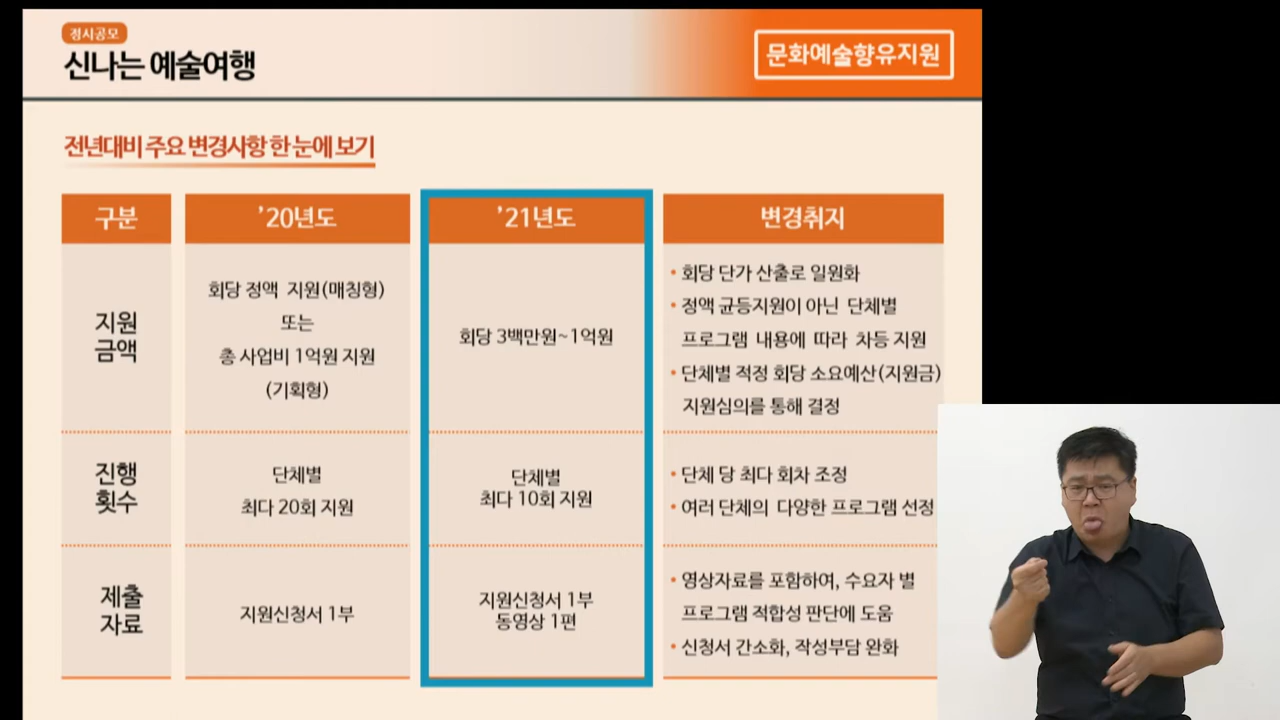 정시공모
신나는 예술여행
문화예술향유지원
전년대비 주요 변경사항 한 눈에 보기
구분
’20년도
’21년도
변경취지
지원
금액
회당 정액 지원(매칭형)
또는
총 사업비 1억원 지원
(기획형)
회당 3백만원~1억원
• 회당 단가 산출로 일원화
• 정액 균등지원이 아닌 단체별
프로그램 내용에 따라 차등 지원
• 단체별 적정 회당 소요예산(지원금)
지원심의를 통해 결정
진행
횟수
단체별
최다 20회 지원
단체별
최다 10회 지원
• 단체 당 최다 회차 조정
• 여러 단체의 다양한 프로그램 선정
제출
자료
지원신청서 1부
지원신청서 1부
동영상 1편
• 영상자료를 포함하여, 수요자 별
프로그램 적합성 판단에 도움
• 신청서 간소화, 작성부담 완화